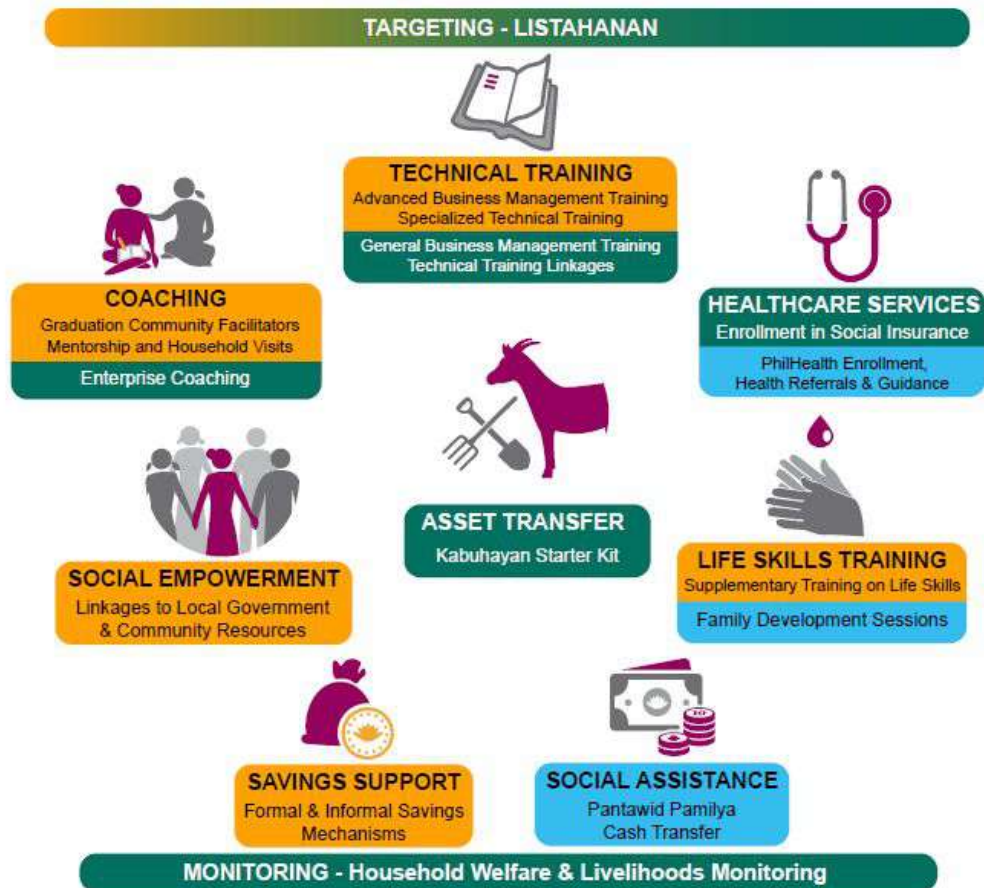 TARGETING - LISTAHANAN
TECHNICAL TRAINING
Advanced Business Management Training
Specialized Technical Training
General Business Management Training
Technical Training Linkages
COACHING
Graduation Community Facilitators
Mentorship and Household Visits
Enterprise Coaching
HEALTHCARE SERVICES
Enrollment in Social Insurance
PhilHealth Enrollment,
Health Referrals & Guidance
ASSET TRANSFER
Kabuhayan Starter Kit
SOCIAL EMPOWERMENT
Linkages to Local Government
& Community Resources
LIFE SKILLS TRAINING
Supplementary Training on Life Skills
Family Development Sessions
SAVINGS SUPPORT
Formal & Informal Savings
Mechanisms
SOCIAL ASSISTANCE
Pantawid Pamilya
Cash Transfer
MONITORING - Household Welfare & Livelihoods Monitoring